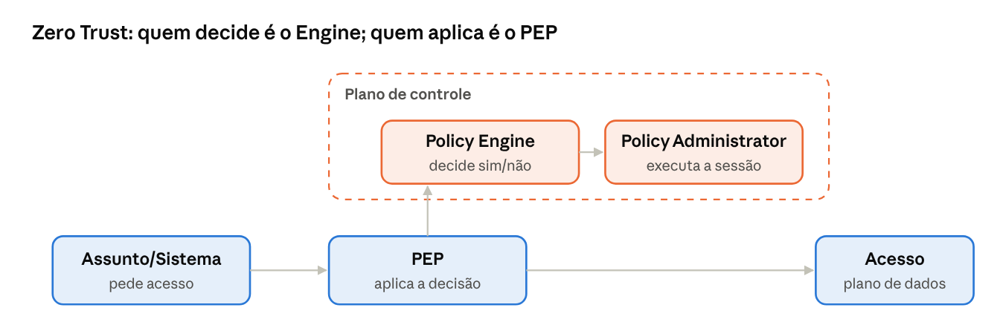 Zero Trust: quem decide é o Engine; quem aplica é o PEP
Plano de controle
Policy Engine
decide sim/não
Policy Administrator
executa a sessão
Assunto/Sistema
pede acesso
PEP
aplica a decisão
Acesso
plano de dados